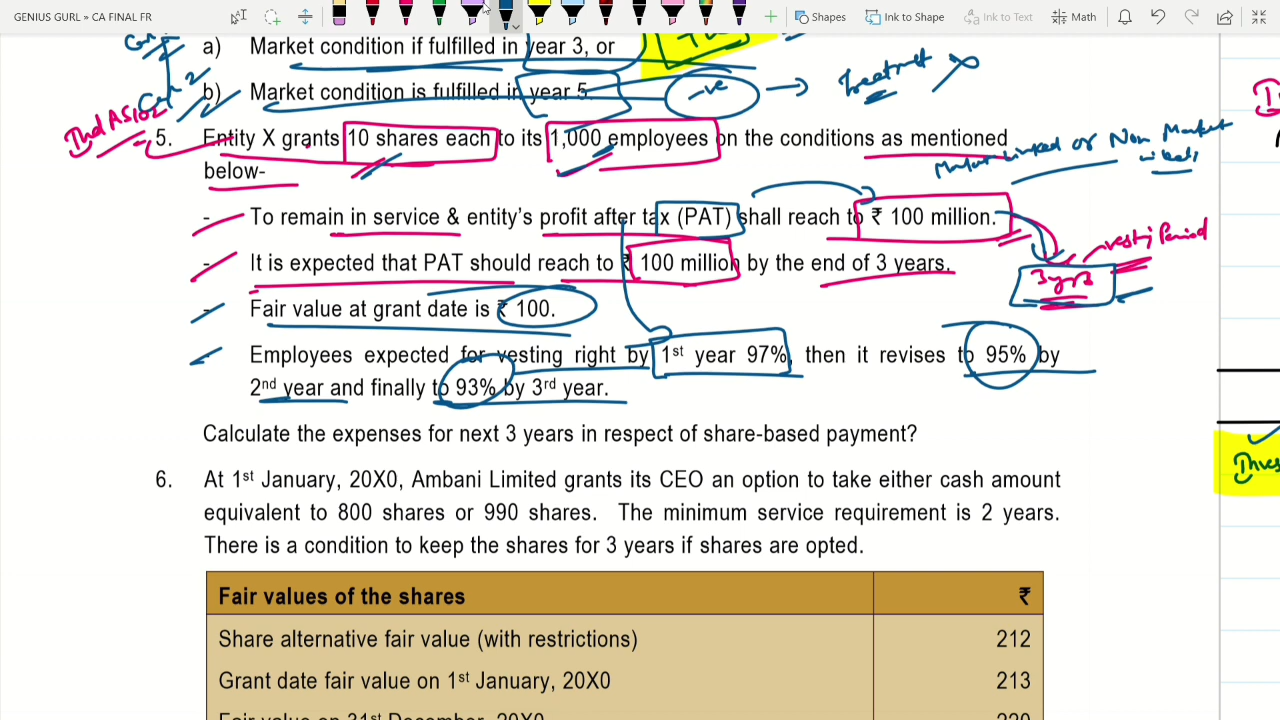 GENIUS GURL » CA FINAL FR
Shapes
Ink to Shape
Ink to Text
Math
a) Market condition if fulfilled in year 3, or
b) Market condition is fulfilled in year 5.
-ve
Ind AS 102
5. Entity X grants 10 shares each to its 1,000 employees on the conditions as mentioned
below-
linked or Non Market
- To remain in service & entity's profit after tax (PAT) shall reach to ₹ 100 million.
vesting Period
- It is expected that PAT should reach to ₹ 100 million by the end of 3 years.
3 yrs
- Fair value at grant date is ₹ 100.
- Employees expected for vesting right by 1st year 97%, then it revises to 95% by
2nd year and finally to 93% by 3rd year.
Calculate the expenses for next 3 years in respect of share-based payment?
6. At 1st January, 20X0, Ambani Limited grants its CEO an option to take either cash amount
equivalent to 800 shares or 990 shares. The minimum service requirement is 2 years.
There is a condition to keep the shares for 3 years if shares are opted.
Fair values of the shares ₹
Share alternative fair value (with restrictions) 212
Grant date fair value on 1st January, 20X0 213
Fair value on 31st December, 20X0 220